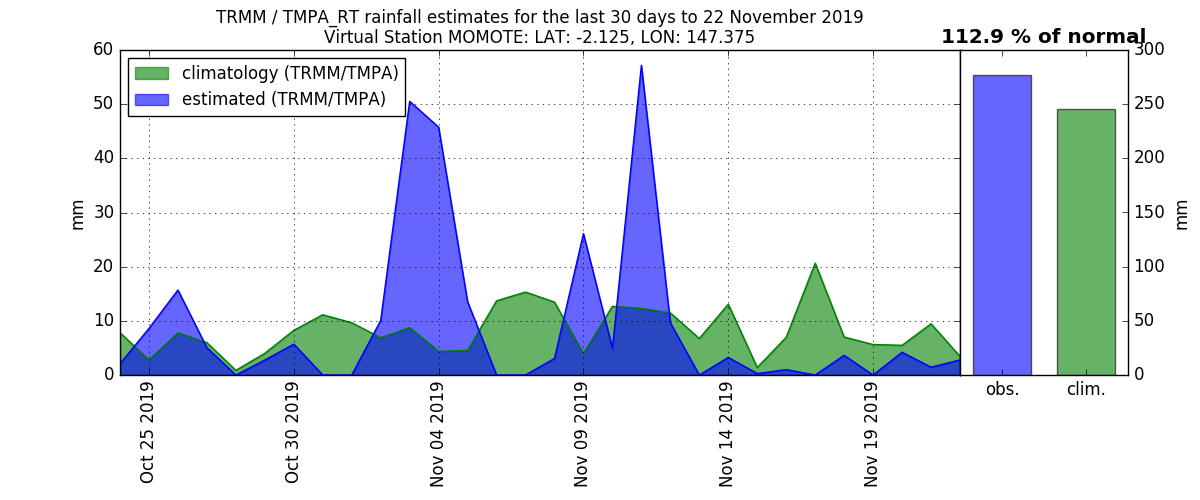 TRMM / TMPA_RT rainfall estimates for the last 30 days to 22 November 2019
Virtual Station MOMOTE: LAT: -2.125, LON: 147.375
112.9 % of normal
climatology (TRMM/TMPA)
estimated (TRMM/TMPA)
60
50
40
30
20
10
0
mm
300
250
200
150
100
50
0
mm
Oct 25 2019
Oct 30 2019
Nov 04 2019
Nov 09 2019
Nov 14 2019
Nov 19 2019
obs.
clim.